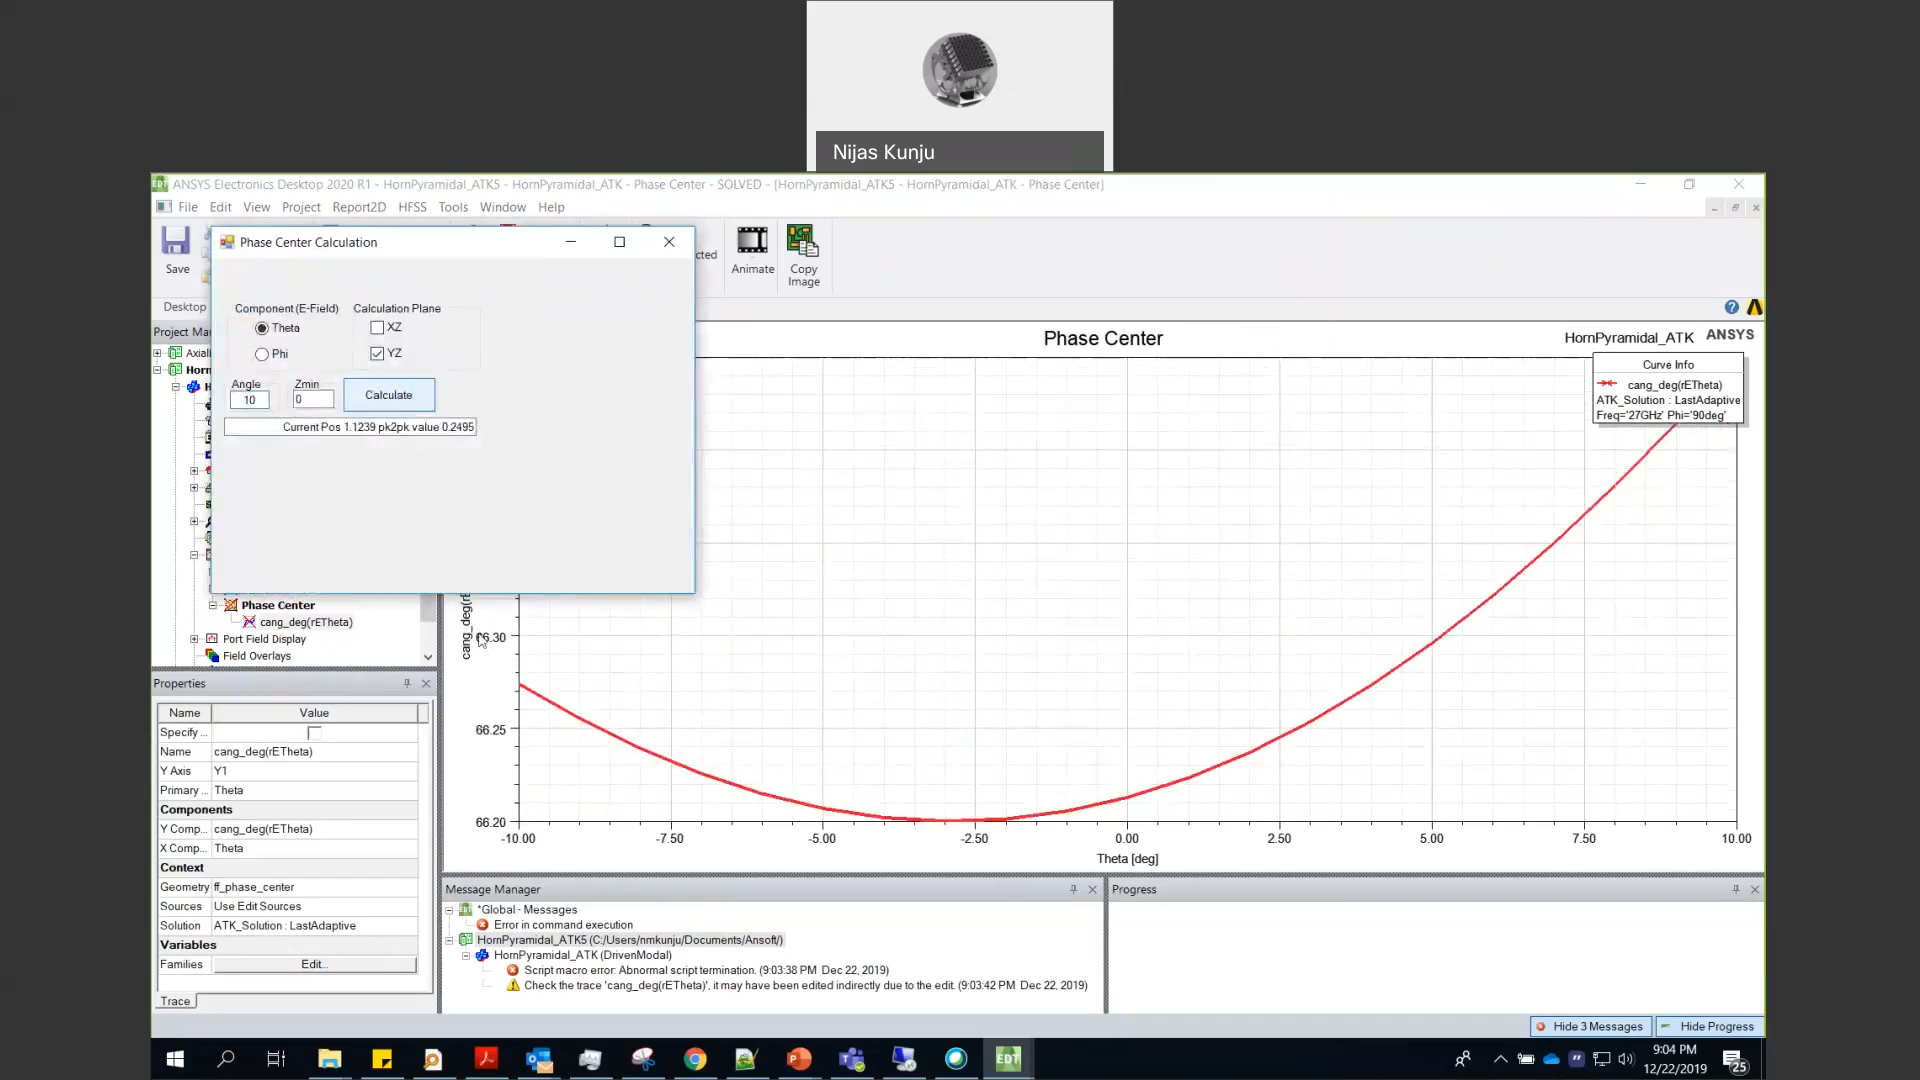 Nijas Kunju
EDT ANSYS Electronics Desktop 2020 R1 - HornPyramidal_ATK5 - HornPyramidal_ATK - Phase Center - SOLVED - [HornPyramidal_ATK5 - HornPyramidal_ATK - Phase Center]
File Edit View Project Report2D HFSS Tools Window Help
Save
Desktop
cted
Animate
Copy
Image
Phase Center Calculation
Component (E-Field)
Theta
Phi
Calculation Plane
XZ
YZ
Angle
10
Zmin
0
Calculate
Current Pos 1.1239 pk2pk value 0.2495
Project Ma
Axial
Horn
H
Phase Center
cang_deg(rETheta)
Port Field Display
Field Overlays
Properties
Name Value
Specify ...
Name cang_deg(rETheta)
Y Axis Y1
Primary ... Theta
Components
Y Comp... cang_deg(rETheta)
X Comp... Theta
Context
Geometry ff_phase_center
Sources Use Edit Sources
Solution ATK_Solution : LastAdaptive
Variables
Families Edit...
Trace
Phase Center
HornPyramidal_ATK ANSYS
Curve Info
cang_deg(rETheta)
ATK_Solution : LastAdaptive
Freq='27GHz' Phi='90deg'
66.25
66.20
-10.00 -7.50 -5.00 -2.50 0.00 2.50 5.00 7.50 10.00
Theta [deg]
Message Manager
*Global - Messages
Error in command execution
HornPyramidal_ATK5 (C:/Users/nmkunju/Documents/Ansoft/)
HornPyramidal_ATK (DrivenModal)
Script macro error: Abnormal script termination. (9:03:38 PM Dec 22, 2019)
Check the trace 'cang_deg(rETheta)', it may have been edited indirectly due to the edit. (9:03:42 PM Dec 22, 2019)
Progress
Hide 3 Messages
Hide Progress
EDT
9:04 PM
12/22/2019
25